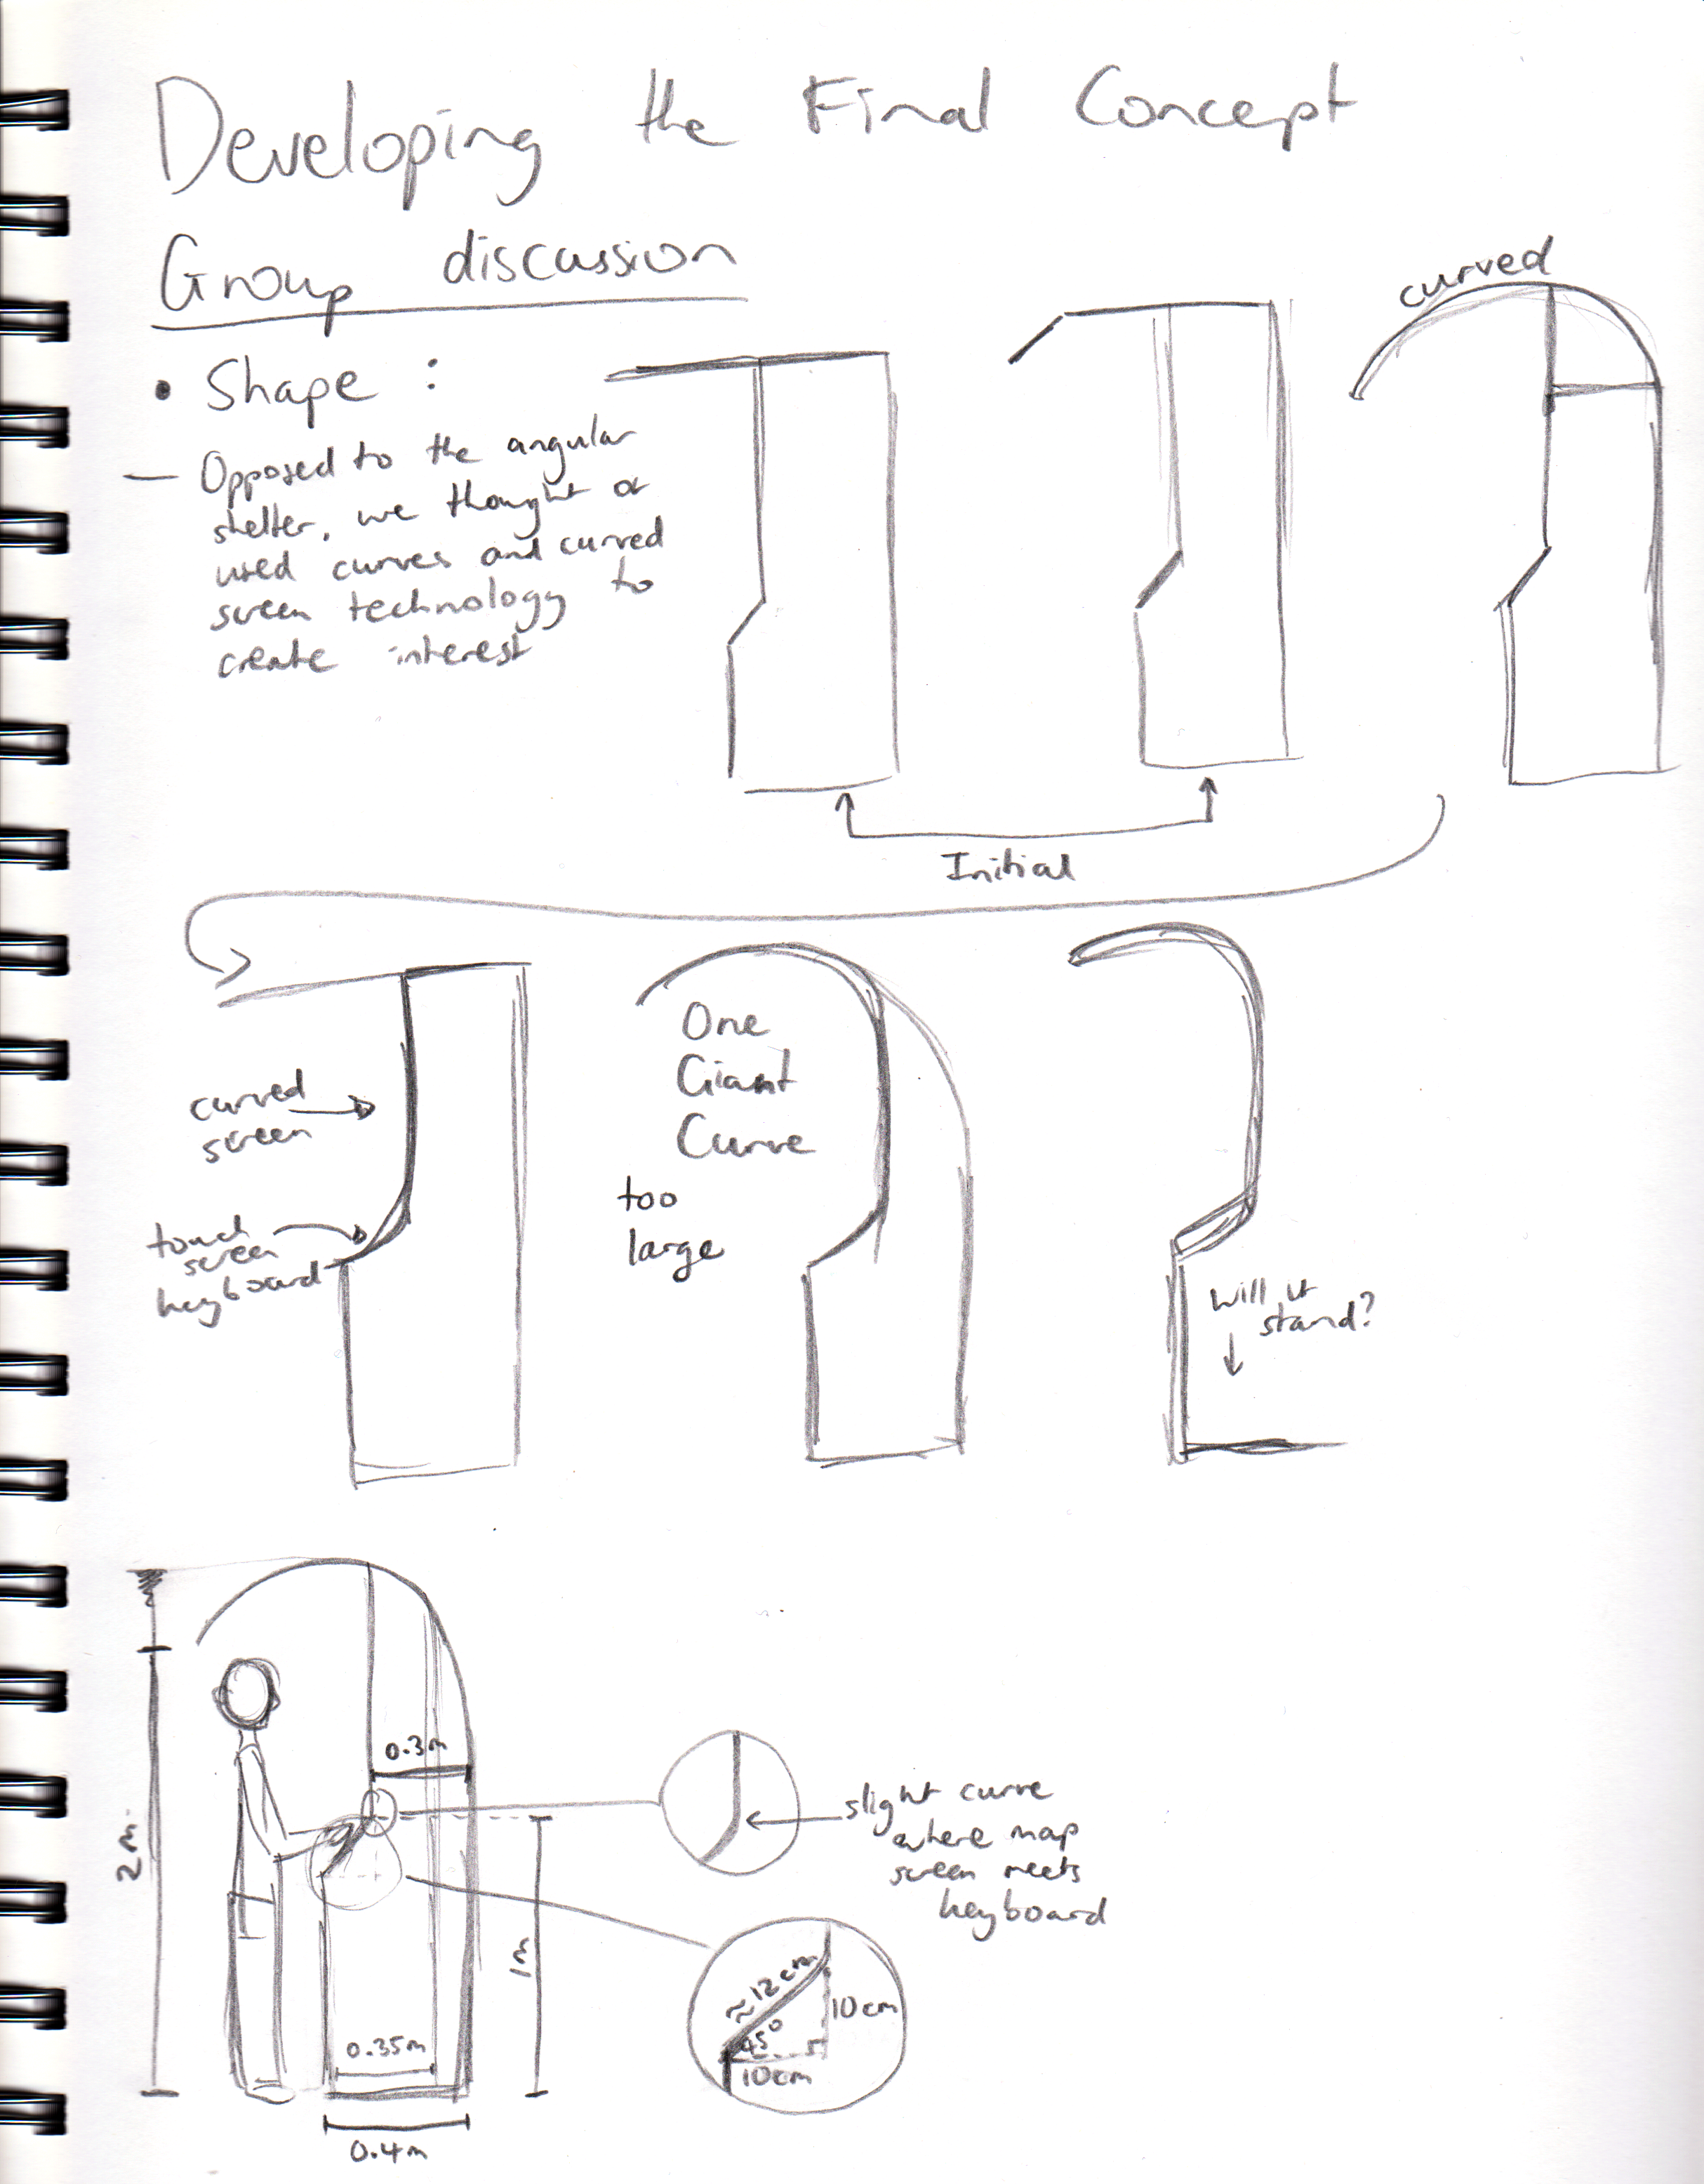 Developing the Final Concept
Group discussion
• Shape :
— Opposed to the angular
shelter, we thought of
used curves and curved
screen technology to
create interest
curved
Initial
curved
screen
touch
screen
keyboard
One
Giant
Curve
too
large
will it
stand?
2m
0.3m
1m
0.35m
0.4m
slight curve
where map
screen meets
keyboard
≈12cm
10cm
45°
10cm